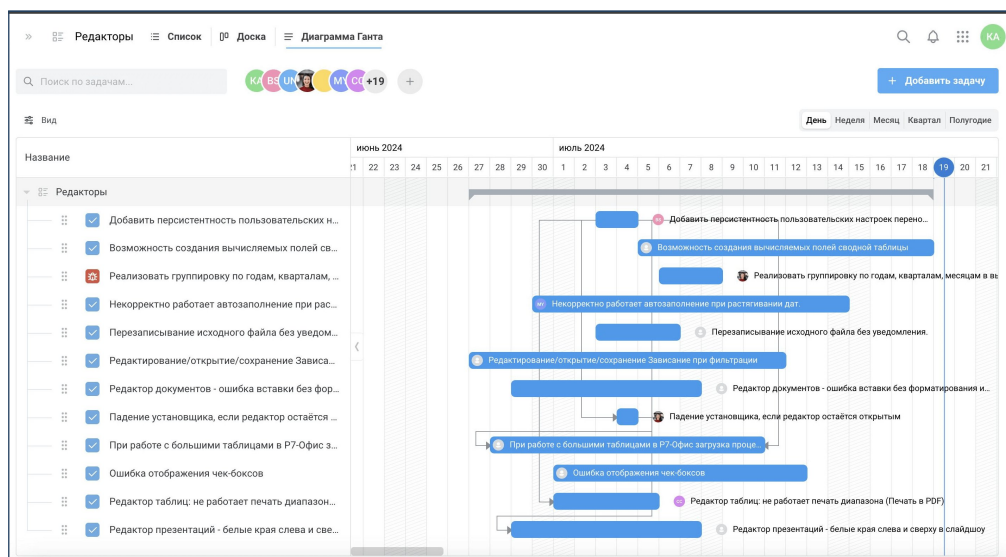 Редакторы Список Доска Диаграмма Ганта KA
Поиск по задачам... KA BS UN MY CC +19 + Добавить задачу
Вид День Неделя Месяц Квартал Полугодие
Название июнь 2024 июль 2024
21 22 23 24 25 26 27 28 29 30 1 2 3 4 5 6 7 8 9 10 11 12 13 14 15 16 17 18 19 20 21
Редакторы
Добавить персистентность пользовательских н... Добавить персистентность пользовательских настроек перено...
Возможность создания вычисляемых полей св... Возможность создания вычисляемых полей сводной таблицы
Реализовать группировку по годам, кварталам, ... Реализовать группировку по годам, кварталам, месяцам в вы
Некорректно работает автозаполнение при рас... MY Некорректно работает автозаполнение при растягивании дат.
Перезаписывание исходного файла без уведом... Перезаписывание исходного файла без уведомления.
Редактирование/открытие/сохранение Зависа... Редактирование/открытие/сохранение Зависание при фильтрации
Редактор документов - ошибка вставки без фор... Редактор документов - ошибка вставки без форматирования и...
Падение установщика, если редактор остаётся ... Падение установщика, если редактор остаётся открытым
При работе с большими таблицами в Р7-Офис з... При работе с большими таблицами в Р7-Офис загрузка проце...
Ошибка отображения чек-боксов Ошибка отображения чек-боксов
Редактор таблиц: не работает печать диапазон... Редактор таблиц: не работает печать диапазона (Печать в PDF)
Редактор презентаций - белые края слева и све... Редактор презентаций - белые края слева и сверху в слайдшоу